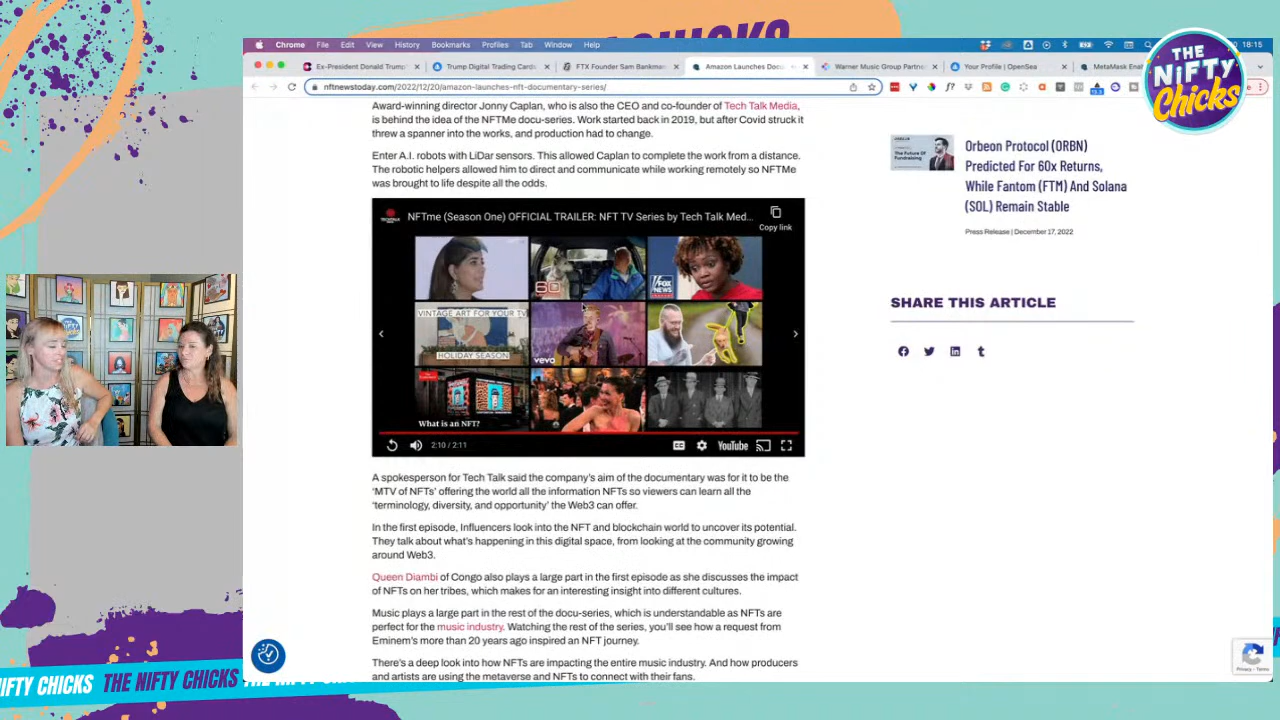 CHICKS
Chrome File Edit View History Bookmarks Profiles Tab Window Help
18:15
THE
NiFTY
Chicks
Ex-President Donald Trump'
Trump Digital Trading Cards
FTX Founder Sam Bankman
Amazon Launches Docu
Warner Music Group Partne
Your Profile | OpenSea
MetaMask Enab
nftnewstoday.com/2022/12/20/amazon-launches-nft-documentary-series/
Award-winning director Jonny Caplan, who is also the CEO and co-founder of Tech Talk Media,
is behind the idea of the NFTMe docu-series. Work started back in 2019, but after Covid struck it
threw a spanner into the works, and production had to change.
Enter A.I. robots with LiDar sensors. This allowed Caplan to complete the work from a distance.
The robotic helpers allowed him to direct and communicate while working remotely so NFTMe
was brought to life despite all the odds.
NFTme (Season One) OFFICIAL TRAILER: NFT TV Series by Tech Talk Med...
Copy link
60
FOX
NEWS
VINTAGE ART FOR YOUR TV
HOLIDAY SEASON
vevo
What is an NFT?
2:10 / 2:11
CC
YouTube
A spokesperson for Tech Talk said the company's aim of the documentary was for it to be the
'MTV of NFTs' offering the world all the information NFTs so viewers can learn all the
'terminology, diversity, and opportunity' the Web3 can offer.
In the first episode, Influencers look into the NFT and blockchain world to uncover its potential.
They talk about what's happening in this digital space, from looking at the community growing
around Web3.
Queen Diambi of Congo also plays a large part in the first episode as she discusses the impact
of NFTs on her tribes, which makes for an interesting insight into different cultures.
Music plays a large part in the rest of the docu-series, which is understandable as NFTs are
perfect for the music industry. Watching the rest of the series, you'll see how a request from
Eminem's more than 20 years ago inspired an NFT journey.
There's a deep look into how NFTs are impacting the entire music industry. And how producers
and artists are using the metaverse and NFTs to connect with their fans.
Orbeon Protocol (ORBN)
Predicted For 60x Returns,
While Fantom (FTM) And Solana
(SOL) Remain Stable
Press Release | December 17, 2022
SHARE THIS ARTICLE
Privacy - Terms
NIFTY CHICKS THE NIFTY CHICKS